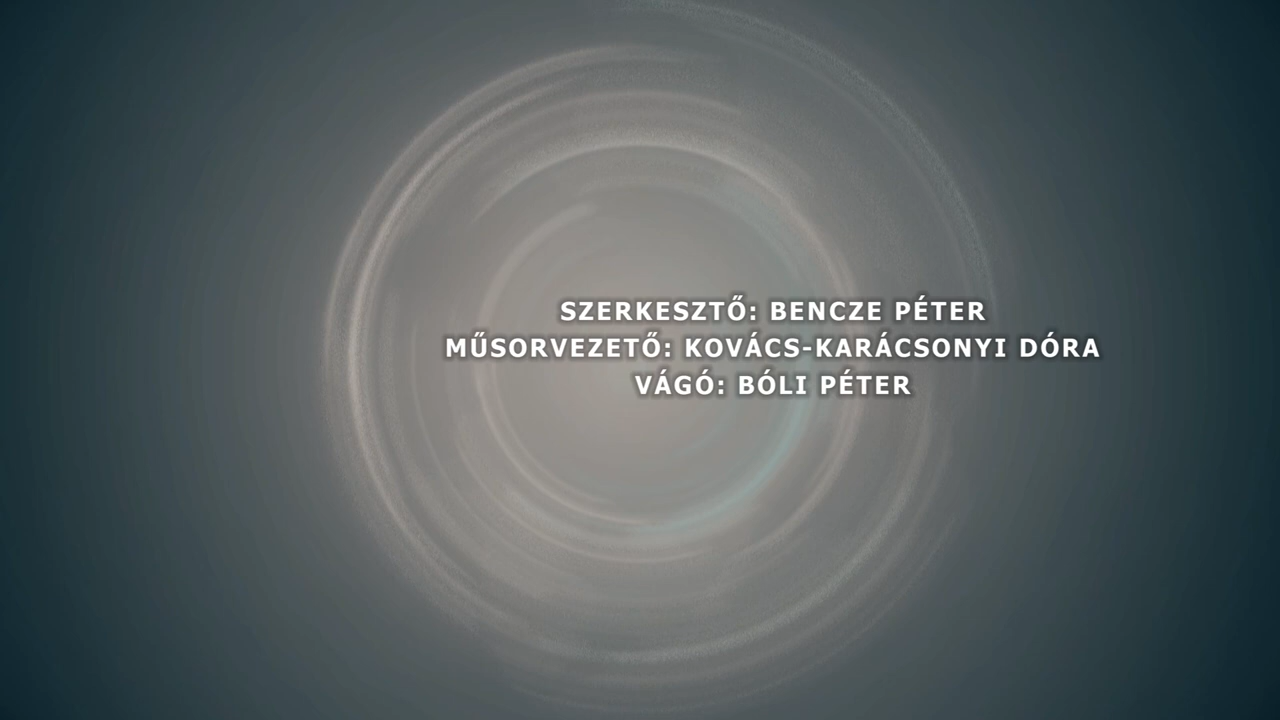 SZERKESZTŐ: BENCZE PÉTER
MŰSORVEZETŐ: KOVÁCS-KARÁCSONYI DÓRA
VÁGÓ: BÓLI PÉTER